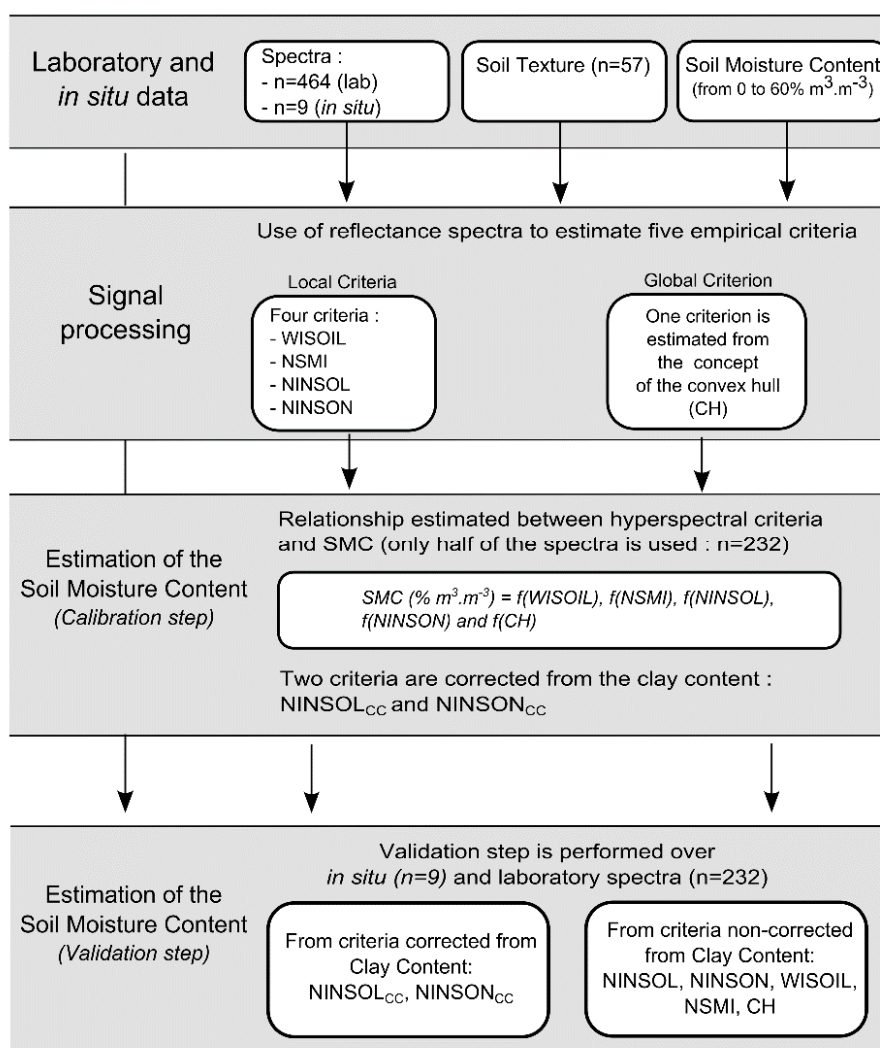 Laboratory and
in situ data
Spectra :
- n=464 (lab)
- n=9 (in situ)
Soil Texture (n=57)
Soil Moisture Content
(from 0 to 60% m³.m⁻³)
Signal
processing
Use of reflectance spectra to estimate five empirical criteria
Local Criteria
Four criteria :
- WISOIL
- NSMI
- NINSOL
- NINSON
Global Criterion
One criterion is
estimated from
the concept
of the convex hull
(CH)
Estimation of the
Soil Moisture Content
(Calibration step)
Relationship estimated between hyperspectral criteria
and SMC (only half of the spectra is used : n=232)
SMC (% m³.m⁻³) = f(WISOIL), f(NSMI), f(NINSOL),
f(NINSON) and f(CH)
Two criteria are corrected from the clay content :
NINSOLCC and NINSONCC
Estimation of the
Soil Moisture Content
(Validation step)
Validation step is performed over
in situ (n=9) and laboratory spectra (n=232)
From criteria corrected from
Clay Content:
NINSOLCC, NINSONCC
From criteria non-corrected
from Clay Content:
NINSOL, NINSON, WISOIL,
NSMI, CH